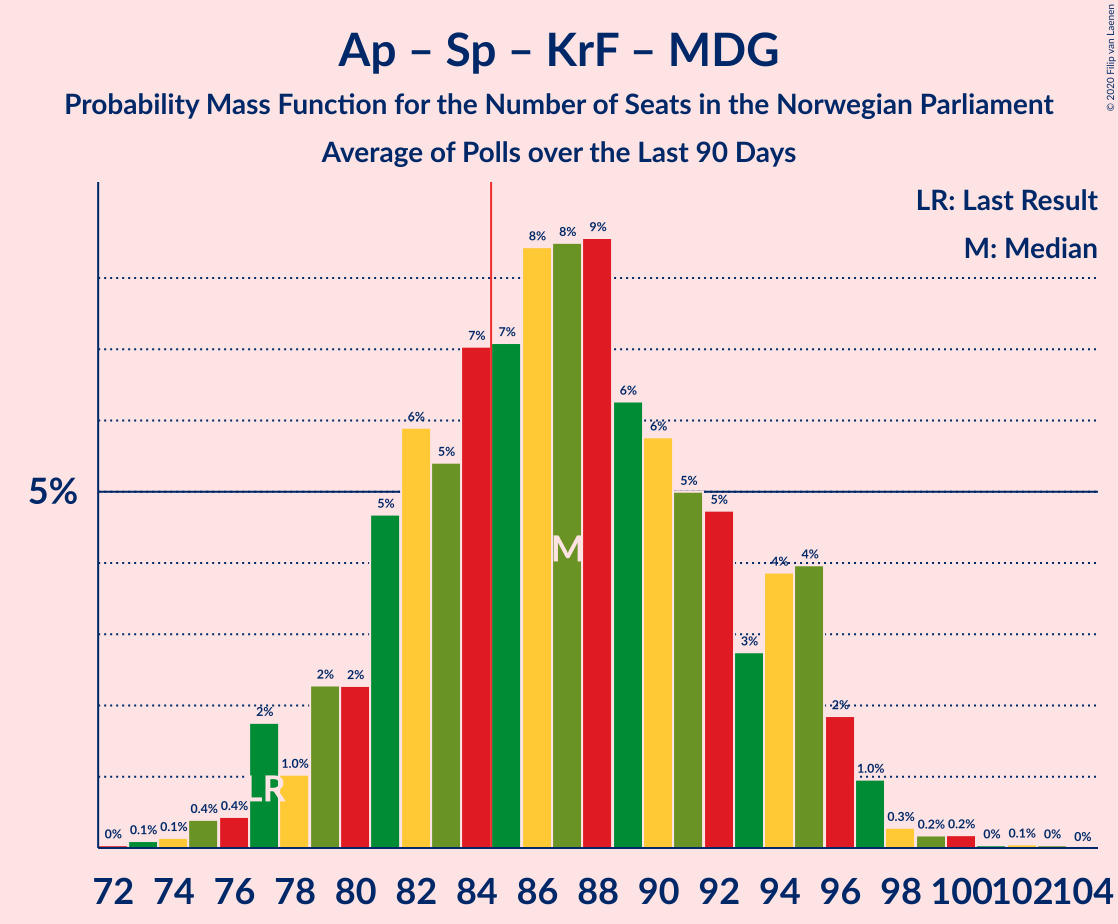 Ap – Sp – KrF – MDG
Probability Mass Function for the Number of Seats in the Norwegian Parliament
Average of Polls over the Last 90 Days
© 2020 Filip van Laenen
LR: Last Result
M: Median
5%
0% 0.1% 0.1% 0.4% 0.4% 2% 1.0% 2% 2% 5% 6% 5% 7% 7% 8% 8% 9% 6% 6% 5% 5% 3% 4% 4% 2% 1.0% 0.3% 0.2% 0.2% 0% 0.1% 0% 0%
LR
M
72 74 76 78 80 82 84 86 88 90 92 94 96 98 100 102 104